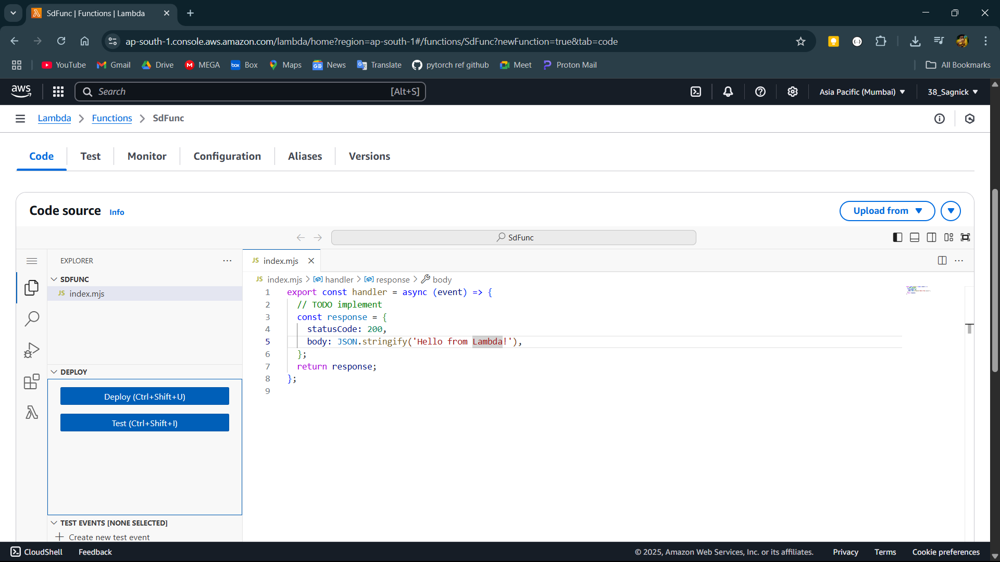 SdFunc | Functions | Lambda
ap-south-1.console.aws.amazon.com/lambda/home?region=ap-south-1#/functions/SdFunc?newFunction=true&tab=code
YouTube Gmail Drive MEGA Box Maps News Translate pytorch ref github Meet Proton Mail All Bookmarks
aws Search [Alt+S] Asia Pacific (Mumbai) 38_Sagnick
Lambda Functions SdFunc
Code Test Monitor Configuration Aliases Versions
Code source Info Upload from
SdFunc
EXPLORER
JS index.mjs
SDFUNC
JS index.mjs
JS index.mjs > handler > response > body
1 export const handler = async (event) => {
2 // TODO implement
3 const response = {
4 statusCode: 200,
5 body: JSON.stringify('Hello from Lambda!'),
6 };
7 return response;
8 };
9
DEPLOY
Deploy (Ctrl+Shift+U)
Test (Ctrl+Shift+I)
TEST EVENTS [NONE SELECTED]
Create new test event
CloudShell Feedback © 2025, Amazon Web Services, Inc. or its affiliates. Privacy Terms Cookie preferences